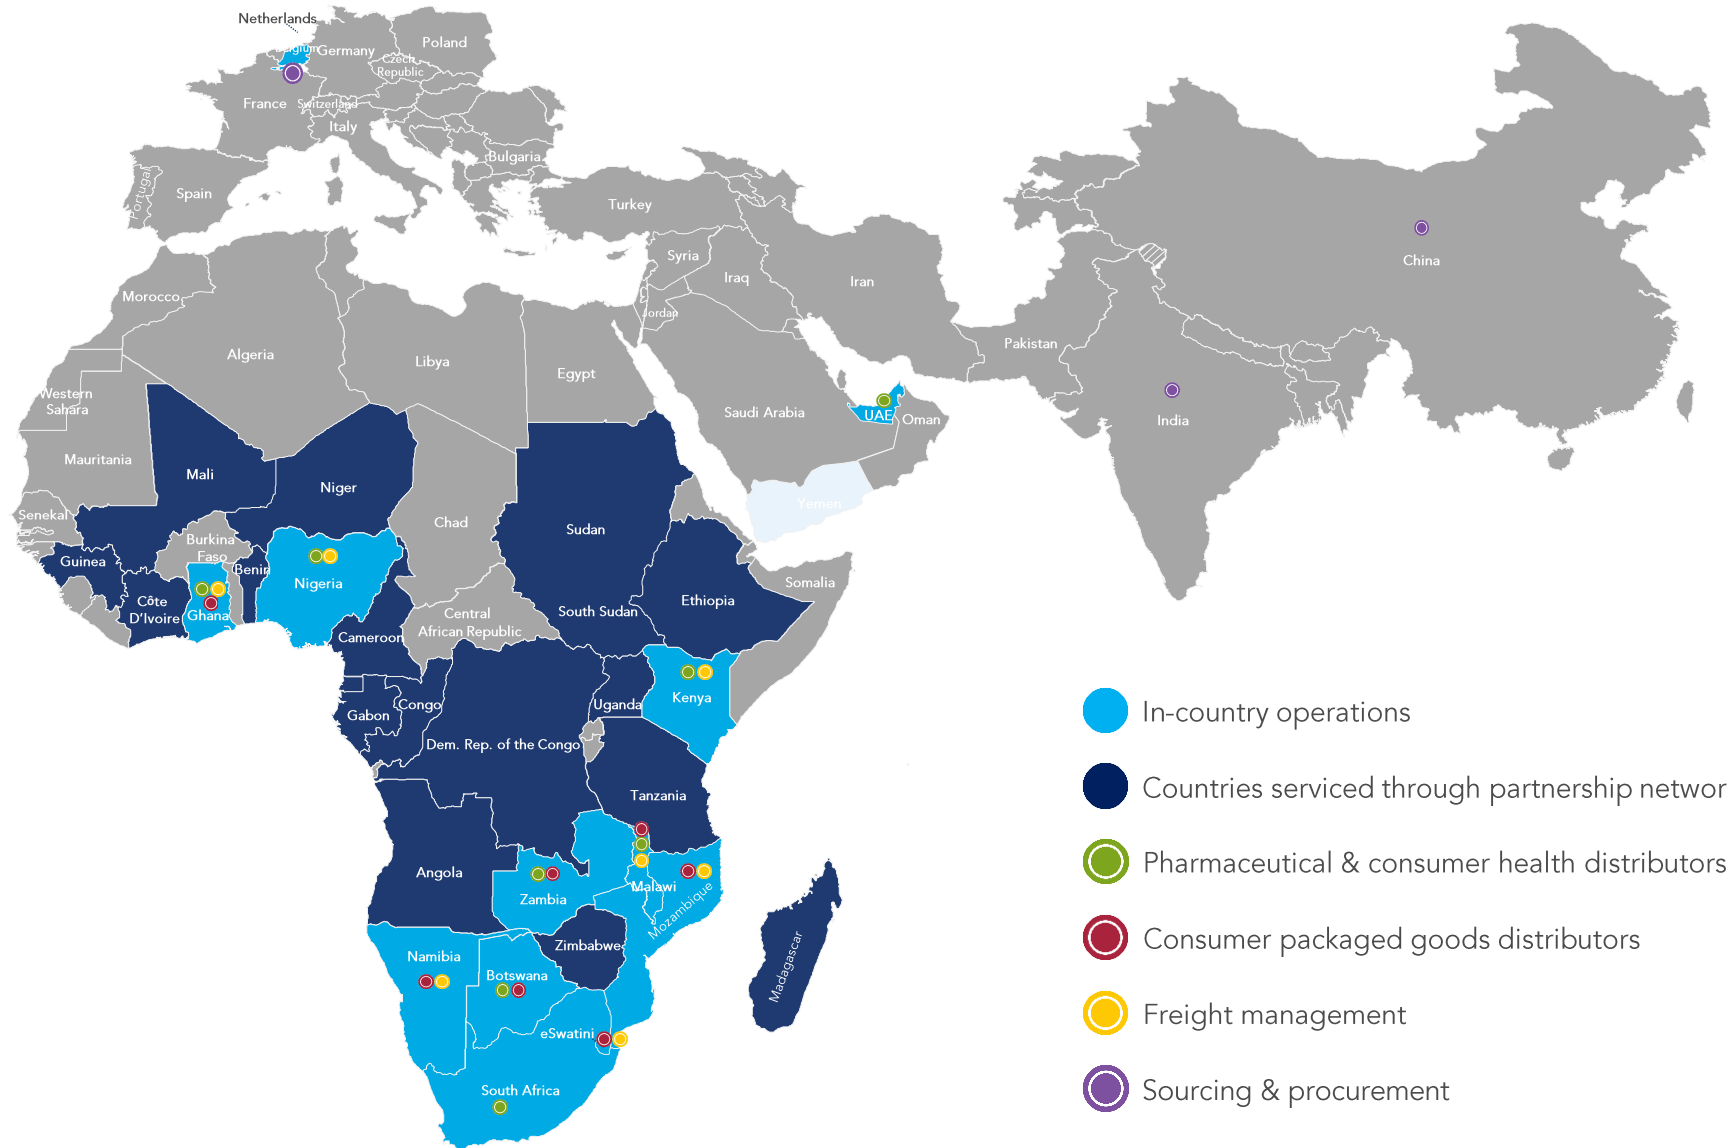 Netherlands
Belgium
Germany
Poland
Czech
Republic
France
Switzerland
Italy
Bulgaria
Portugal
Spain
Turkey
Syria
Iraq
Iran
Jordan
China
Morocco
Algeria
Libya
Egypt
Pakistan
India
Western
Sahara
Saudi Arabia
UAE
Oman
Mauritania
Mali
Niger
Chad
Sudan
Yemen
Senekal
Burkina
Faso
Guinea
Benin
Nigeria
Somalia
Côte
D'Ivoire
Ghana
Central
African Republic
South Sudan
Ethiopia
Cameroon
Gabon
Congo
Uganda
Kenya
Dem. Rep. of the Congo
Tanzania
Angola
Zambia
Malawi
Mozambique
Zimbabwe
Namibia
Botswana
Madagascar
eSwatini
South Africa
In-country operations
Countries serviced through partnership networ
Pharmaceutical & consumer health distributors
Consumer packaged goods distributors
Freight management
Sourcing & procurement